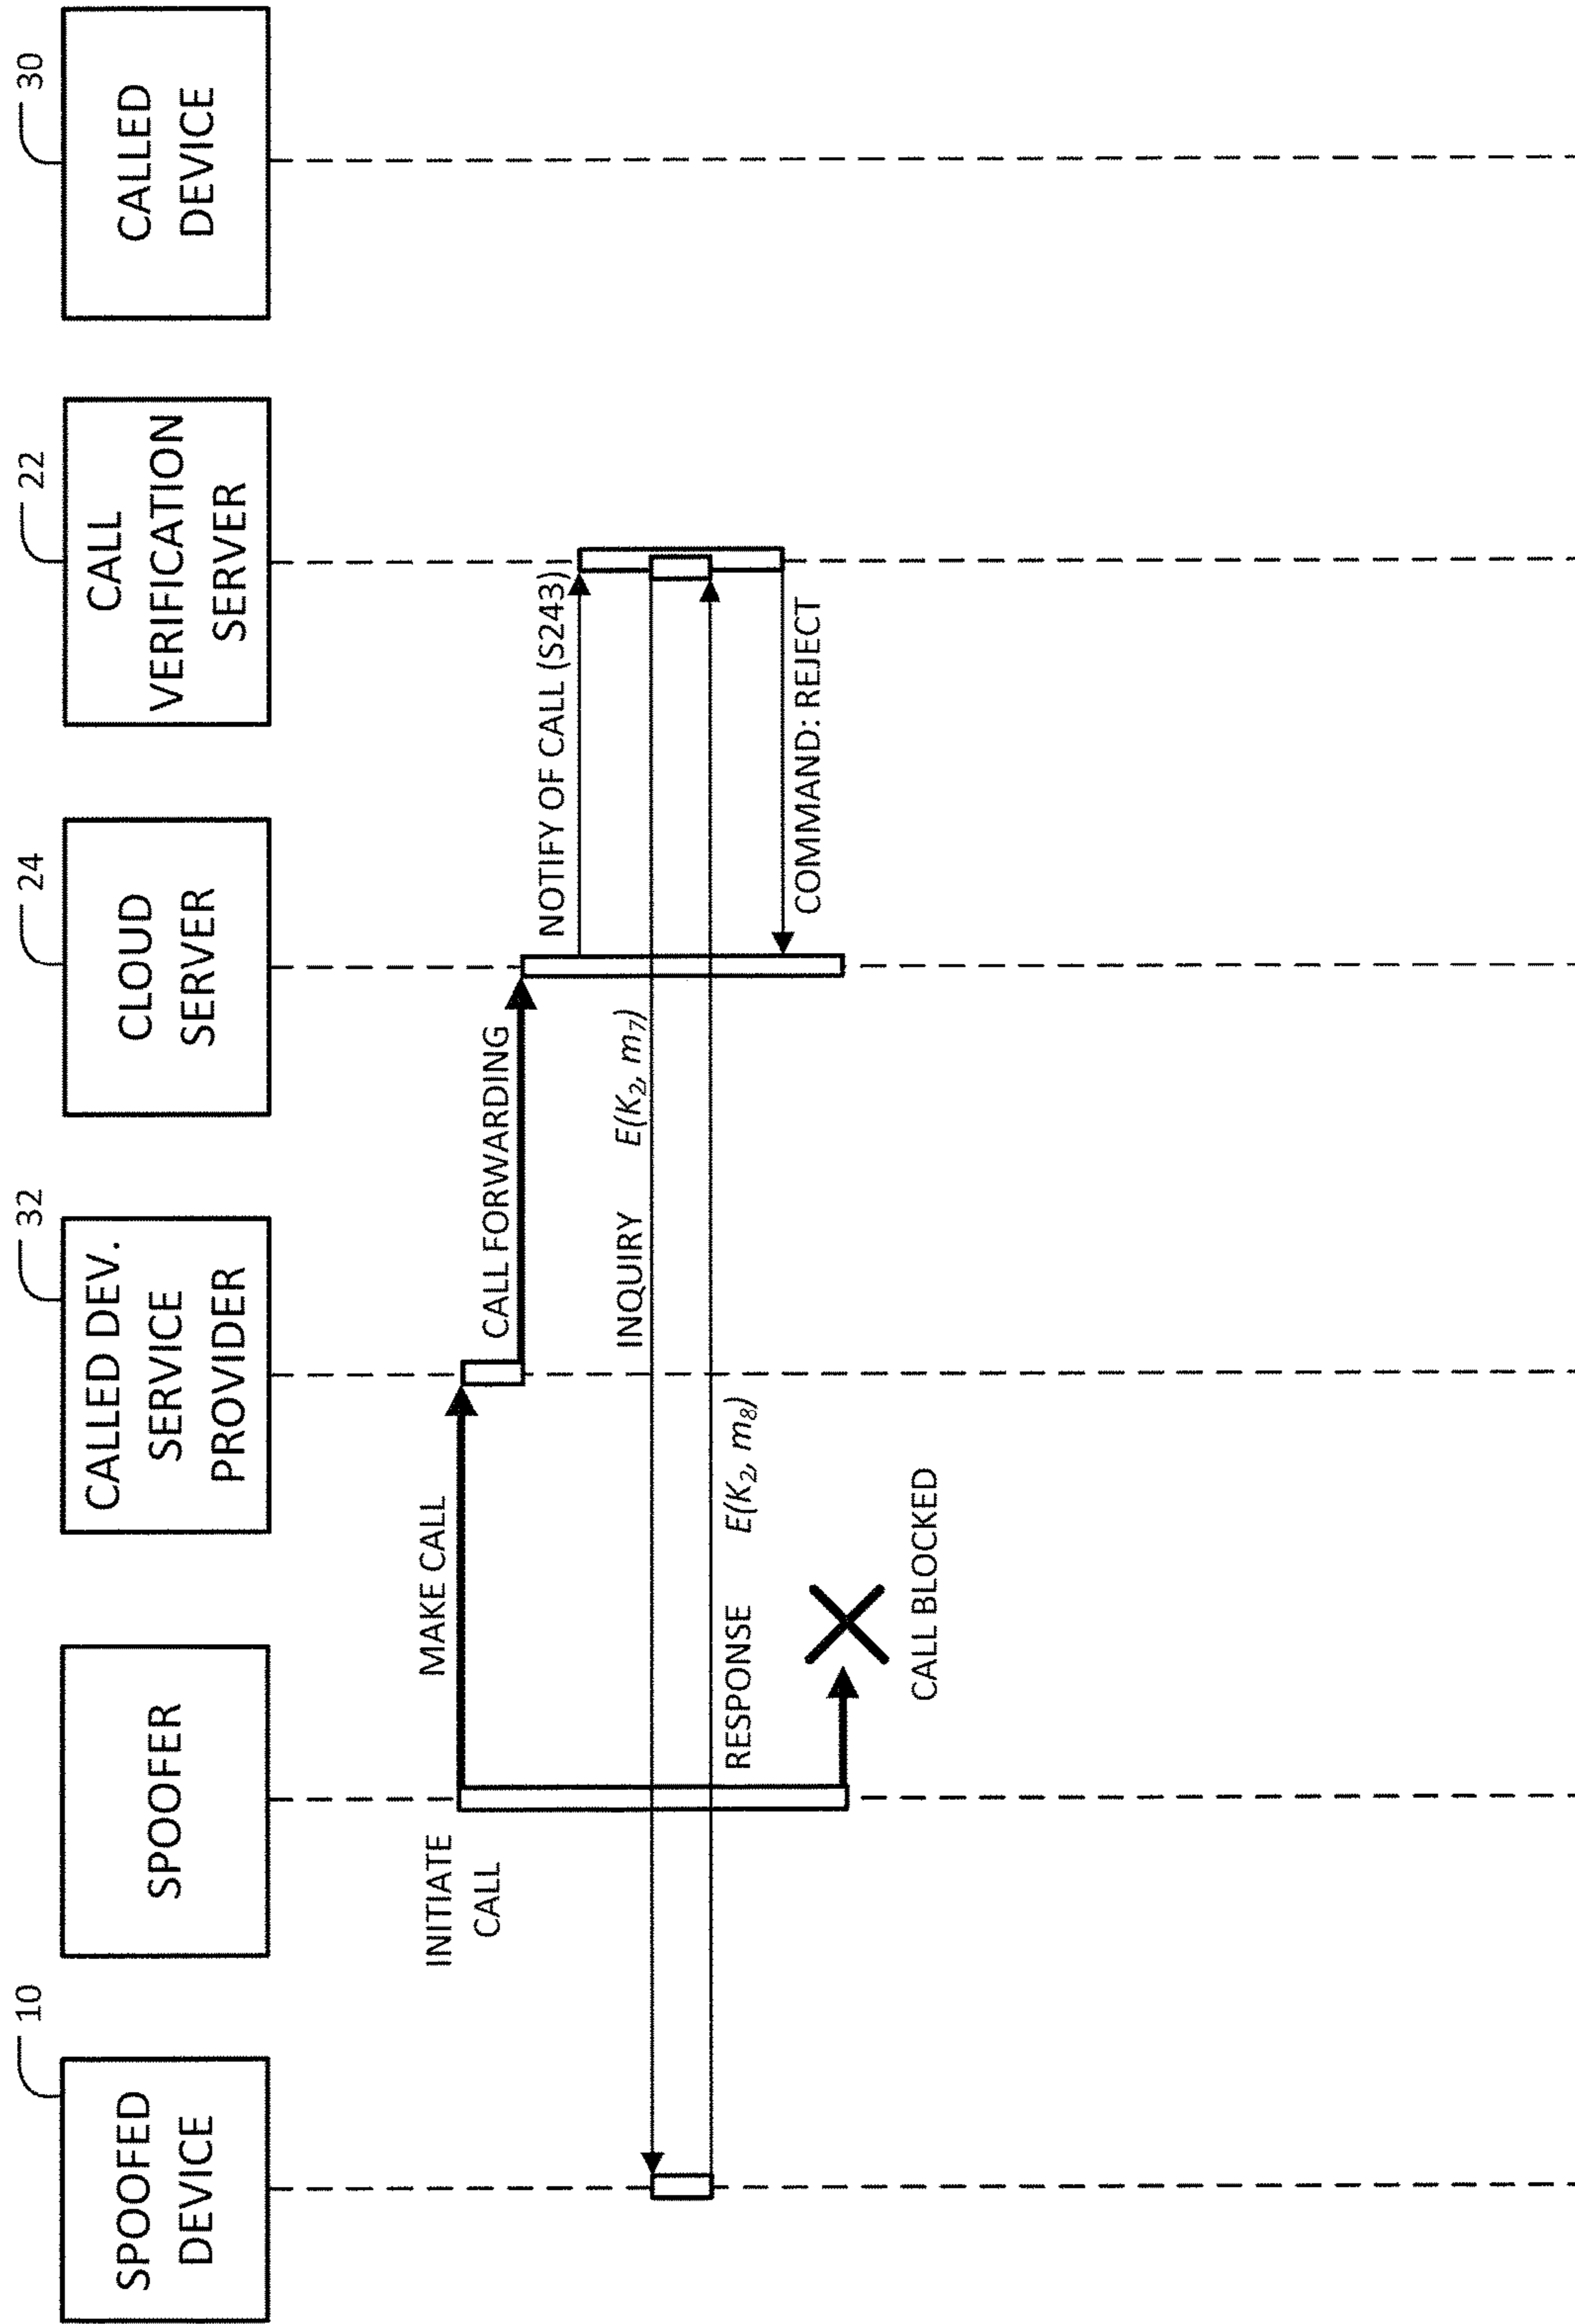 10
32
24
22
30
SPOOFED
DEVICE
SPOOFER
CALLED DEV.
SERVICE
PROVIDER
CLOUD
SERVER
CALL
VERIFICATION
SERVER
CALLED
DEVICE
INITIATE
CALL
MAKE CALL
CALL FORWARDING
NOTIFY OF CALL (S243)
INQUIRY E(K₂, m₇)
RESPONSE E(K₂, m₈)
COMMAND: REJECT
CALL BLOCKED